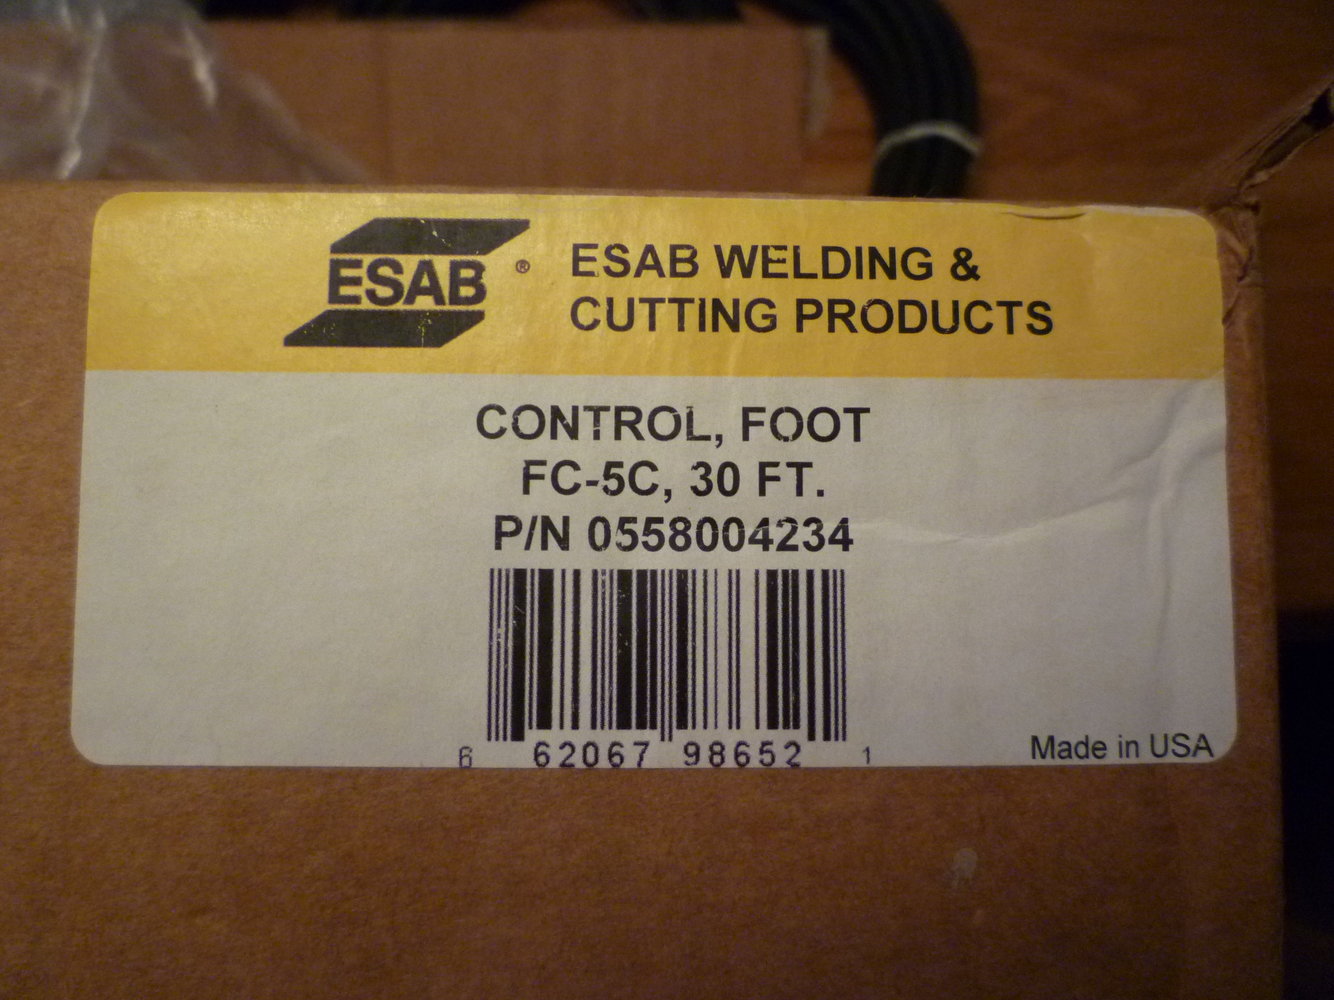 ESAB®
ESAB WELDING &
CUTTING PRODUCTS
CONTROL, FOOT
FC-5C, 30 FT.
P/N 0558004234
6 62067 98652 1
Made in USA